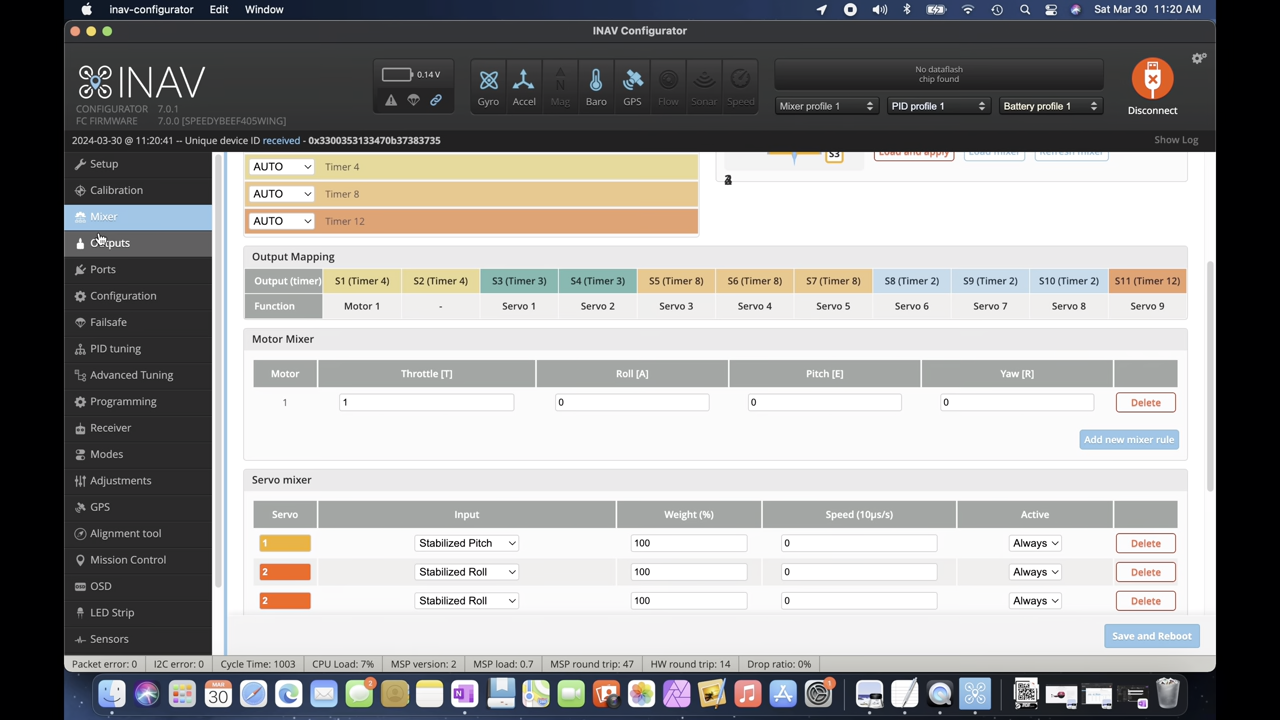 inav-configurator Edit Window Sat Mar 30 11:20 AM
INAV Configurator
INAV
CONFIGURATOR 7.0.1
FC FIRMWARE 7.0.0 [SPEEDYBEEF405WING]
0.14 V
Gyro Accel Mag Baro GPS Flow Sonar Speed
No dataflash
chip found
Mixer profile 1 PID profile 1 Battery profile 1
Disconnect
2024-03-30 @ 11:20:41 -- Unique device ID received - 0x3300353133470b37383735 Show Log
Setup
Calibration
Mixer
Outputs
Ports
Configuration
Failsafe
PID tuning
Advanced Tuning
Programming
Receiver
Modes
Adjustments
GPS
Alignment tool
Mission Control
OSD
LED Strip
Sensors
AUTO Timer 4
AUTO Timer 8
AUTO Timer 12
S3
Load and apply Load mixer Refresh mixer
Output Mapping
Output (timer) S1 (Timer 4) S2 (Timer 4) S3 (Timer 3) S4 (Timer 3) S5 (Timer 8) S6 (Timer 8) S7 (Timer 8) S8 (Timer 2) S9 (Timer 2) S10 (Timer 2) S11 (Timer 12)
Function Motor 1 - Servo 1 Servo 2 Servo 3 Servo 4 Servo 5 Servo 6 Servo 7 Servo 8 Servo 9
Motor Mixer
Motor Throttle [T] Roll [A] Pitch [E] Yaw [R]
1 1 0 0 0 Delete
Add new mixer rule
Servo mixer
Servo Input Weight (%) Speed (10µs/s) Active
1 Stabilized Pitch 100 0 Always Delete
2 Stabilized Roll 100 0 Always Delete
2 Stabilized Roll 100 0 Always Delete
Save and Reboot
Packet error: 0 I2C error: 0 Cycle Time: 1003 CPU Load: 7% MSP version: 2 MSP load: 0.7 MSP round trip: 47 HW round trip: 14 Drop ratio: 0%
MAR
30
2
1